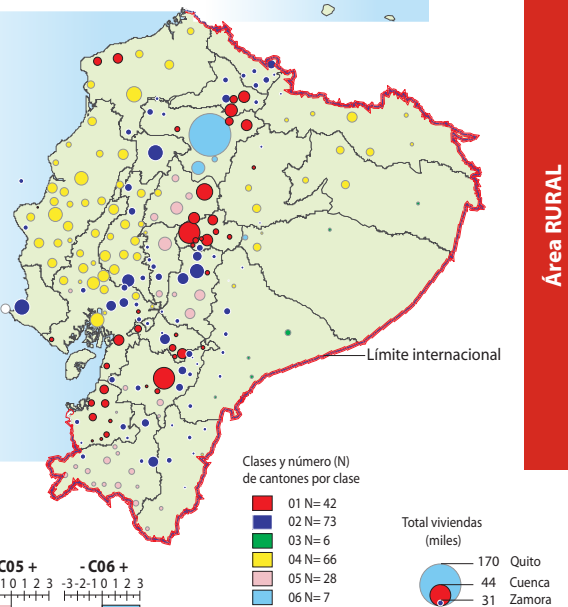 Área RURAL
Límite internacional
Clases y número (N)
de cantones por clase
01 N= 42
02 N= 73
03 N= 6
04 N= 66
05 N= 28
06 N= 7
Total viviendas
(miles)
170 Quito
44 Cuenca
31 Zamora
C05 +
1 0 1 2 3
- C06 +
-3-2-1 0 1 2 3